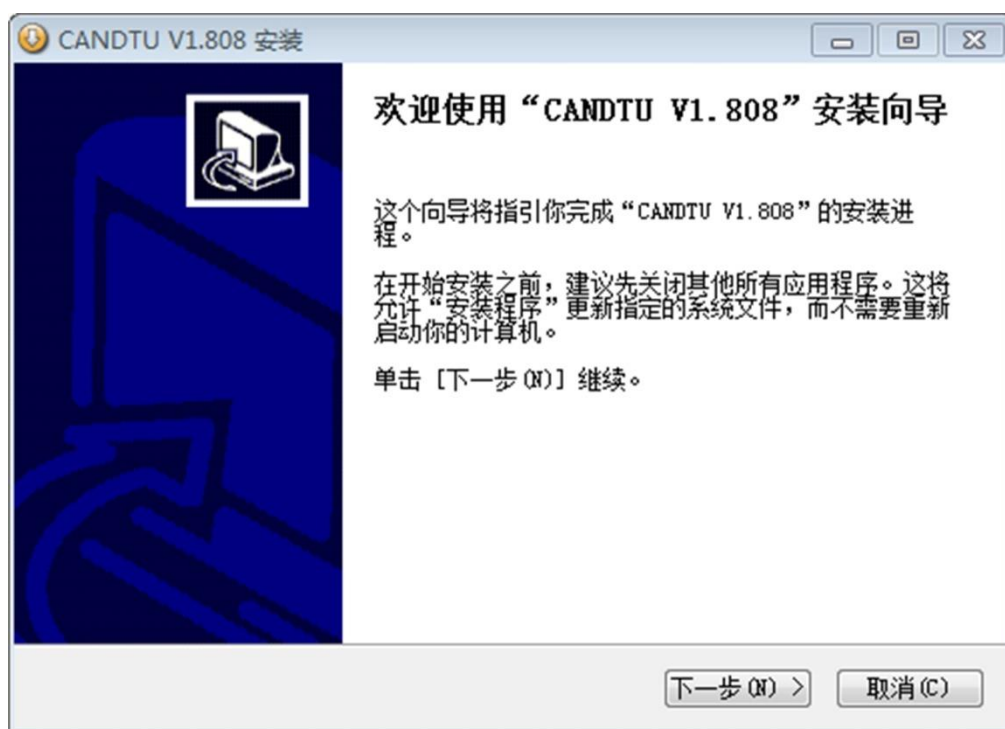 CANDTU V1.808 安装
欢迎使用“CANDTU V1.808”安装向导
这个向导将指引你完成“CANDTU V1.808”的安装进
程。
在开始安装之前，建议先关闭其他所有应用程序。这将
允许“安装程序”更新指定的系统文件，而不需要重新
启动你的计算机。
单击 [下一步(N)] 继续。
下一步(N) >
取消(C)